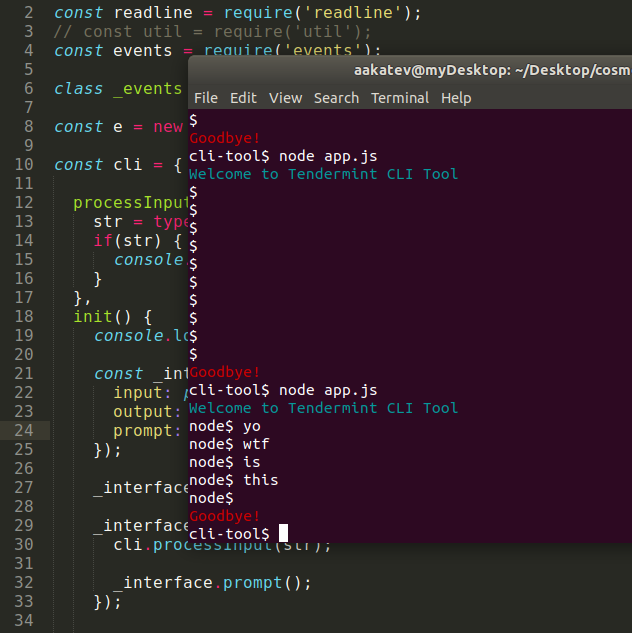 2 const readline = require('readline');
3 // const util = require('util');
4 const events = require('events');
5
6 class _events
7
8 const e = new
9
10 const cli = {
11
12 processInput
13 str = type
14 if(str) {
15 console.
16 }
17 },
18 init() {
19 console.lo
20
21 const _int
22 input: p
23 output:
24 prompt:
25 });
26
27 _interface
28
29 _interface
30 cli.processInput(str);
31
32 _interface.prompt();
33 });
34
aakatev@myDesktop: ~/Desktop/cosm
File Edit View Search Terminal Help
$
Goodbye!
cli-tool$ node app.js
Welcome to Tendermint CLI Tool
$
$
$
$
$
$
$
$
$
$
Goodbye!
cli-tool$ node app.js
Welcome to Tendermint CLI Tool
node$ yo
node$ wtf
node$ is
node$ this
node$
Goodbye!
cli-tool$